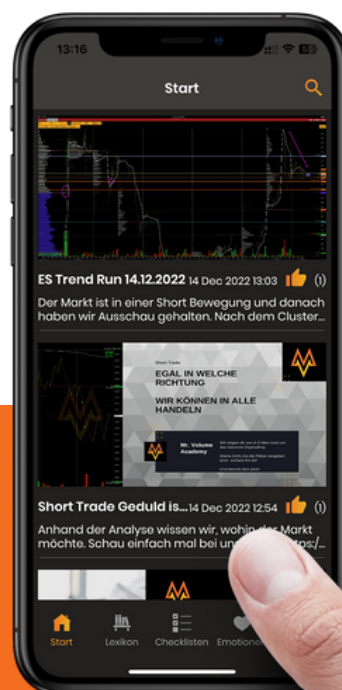 13:16
Start
ES Trend Run 14.12.2022 14 Dec 2022 13:03 (1)
Der Markt ist in einer Short Bewegung und danach
haben wir Ausschau gehalten. Nach dem Cluster...
Short Trade
EGAL IN WELCHE
RICHTUNG
WIR KÖNNEN IN ALLE
HANDELN
Mr. Volume
Academy
Short Trade Geduld is... 14 Dec 2022 12:54 (1)
Anhand der Analyse wissen wir, wohin der Markt
möchte. Schau einfach mal bei
Start
Lexikon
Checklisten